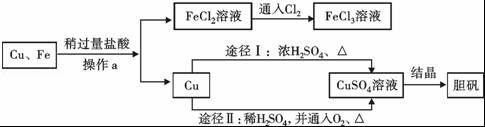 FeCl₂溶液 通入Cl₂ FeCl₃溶液
Cu、Fe 稍过量盐酸
操作a
途径Ⅰ：浓H₂SO₄、△
Cu CuSO₄溶液 结晶 胆矾
途径Ⅱ：稀H₂SO₄，并通入O₂、△